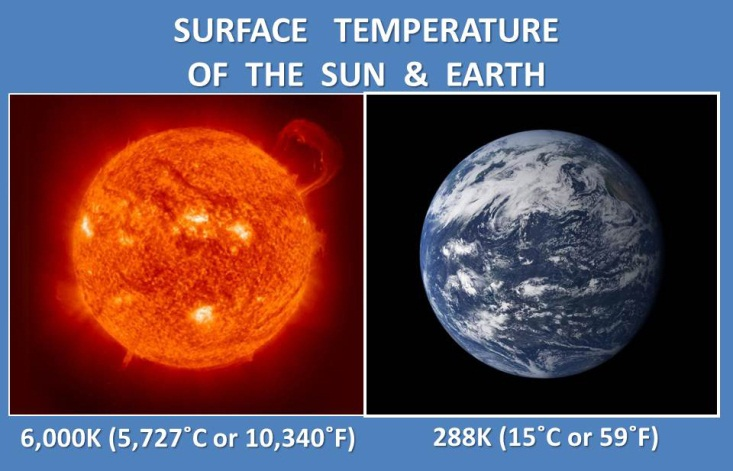 SURFACE TEMPERATURE
OF THE SUN & EARTH
6,000K (5,727˚C or 10,340˚F)
288K (15˚C or 59˚F)